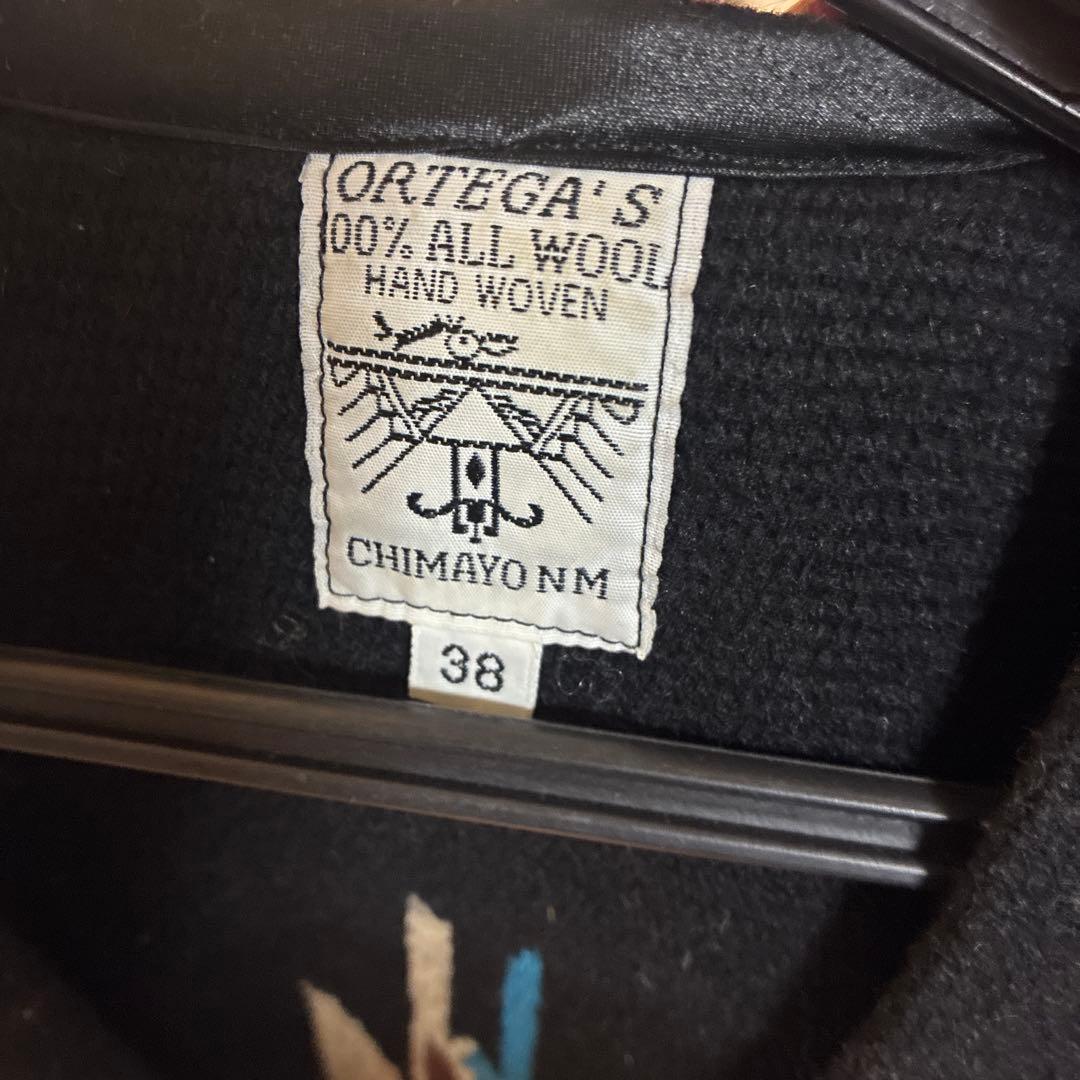 ORTEGA'S
00% ALL WOOL
HAND WOVEN
CHIMAYO NM
38